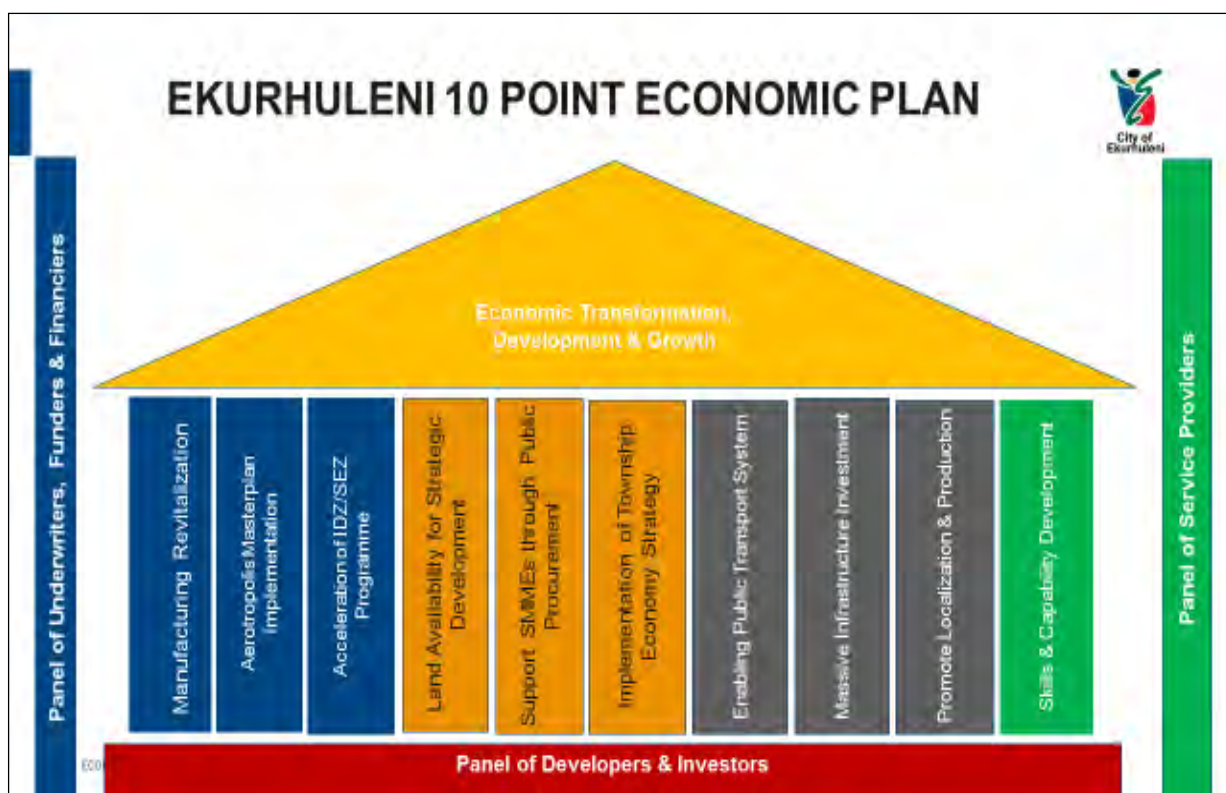 EKURHULENI 10 POINT ECONOMIC PLAN
City of
Ekurhuleni
Panel of Underwriters, Funders & Financiers
Economic Transformation,
Development & Growth
Manufacturing Revitalization
Aerotropolis Masterplan
Implementation
Acceleration of IDZ/SEZ
Programme
Land Availability for Strategic
Development
Support SMMEs through Public
Procurement
Implementation of Township
Economy Strategy
Enabling Public Transport System
Massive Infrastructure Investment
Promote Localization & Production
Skills & Capability Development
Panel of Service Providers
ECO
Panel of Developers & Investors